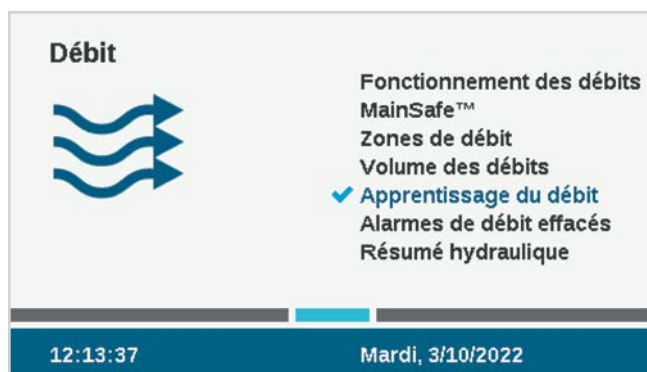 Débit
Fonctionnement des débits
MainSafe™
Zones de débit
Volume des débits
Apprentissage du débit
Alarmes de débit effacés
Résumé hydraulique
12:13:37
Mardi, 3/10/2022